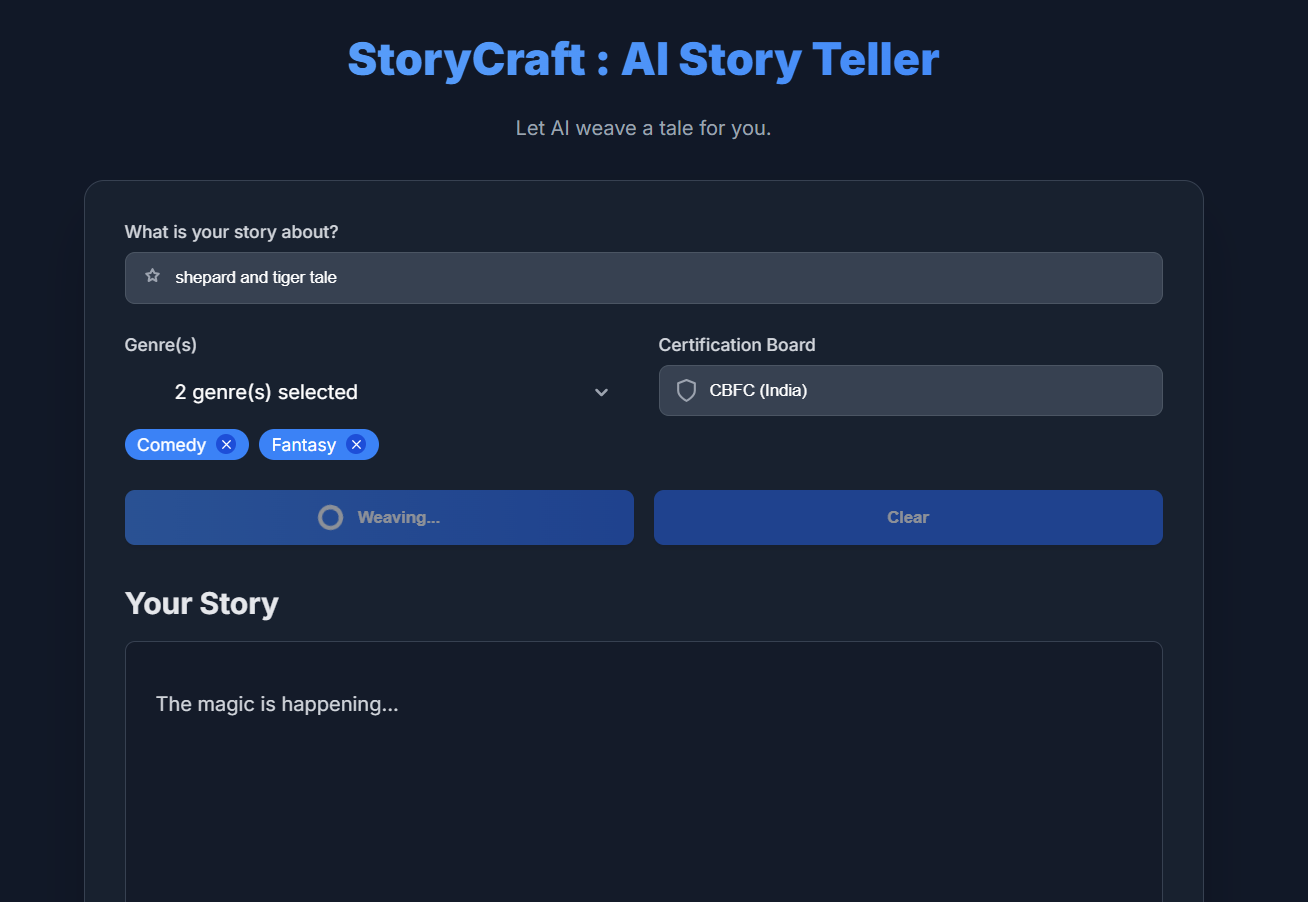 StoryCraft : AI Story Teller
Let AI weave a tale for you.
What is your story about?
shepard and tiger tale
Genre(s)
Certification Board
2 genre(s) selected
CBFC (India)
Comedy
Fantasy
Weaving...
Clear
Your Story
The magic is happening...